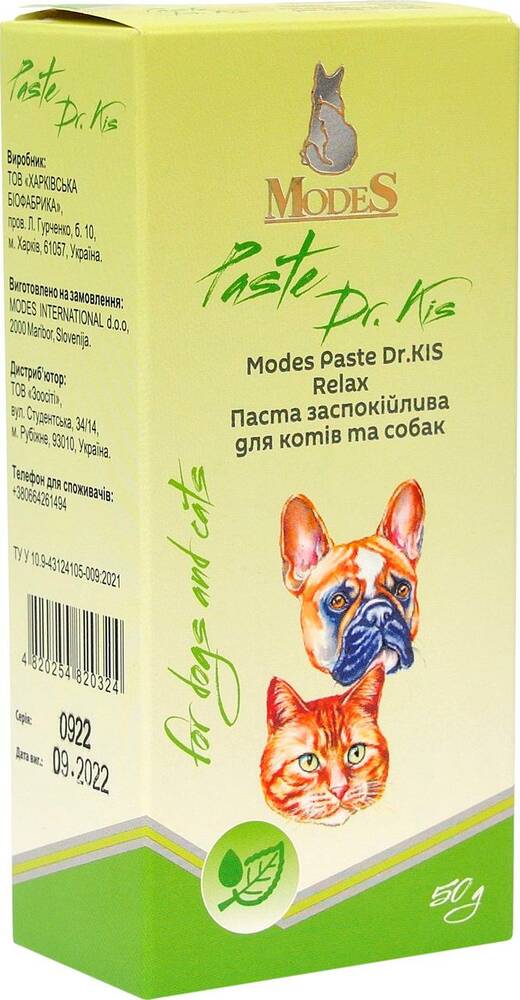 Paste
Dr. Kis
Виробник:
ТОВ «ХАРКІВСЬКА
БІОФАБРИКА»,
пров. Л. Гурченко, б. 10,
м. Харків, 61057, Україна.
Виготовлено на замовлення:
MODES INTERNATIONAL d.o.o,
2000 Maribor, Slovenija.
Дистриб'ютор:
ТОВ «Зоосіті»,
вул. Студентська, 34/14,
м. Рубіжне, 93010, Україна.
Телефон для споживачів:
+380664261494
ТУ У 10.9-43124105-009:2021
4 820254 820324
Серія: 0922
Дата виг.: 09.2022
MODES
Paste
Dr. Kis
Modes Paste Dr.KIS
Relax
Паста заспокійлива
для котів та собак
for dogs and cats
50 g